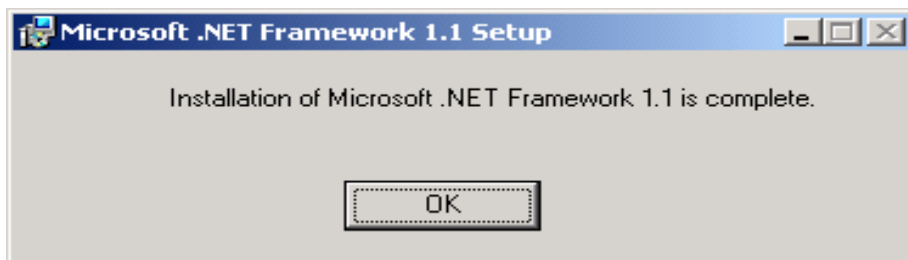 Microsoft .NET Framework 1.1 Setup
Installation of Microsoft .NET Framework 1.1 is complete.
OK